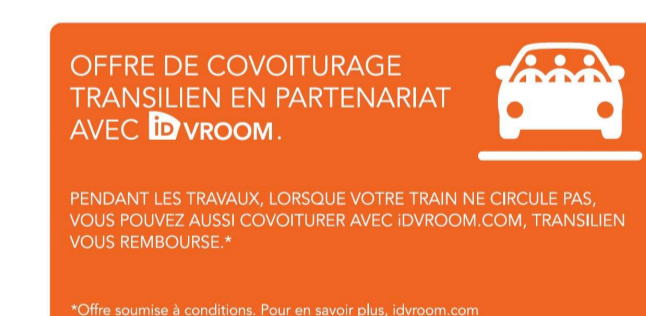 OFFRE DE COVOITURAGE
TRANSILIEN EN PARTENARIAT
AVEC iD VROOM.
PENDANT LES TRAVAUX, LORSQUE VOTRE TRAIN NE CIRCULE PAS,
VOUS POUVEZ AUSSI COVOITURER AVEC iDVROOM.COM, TRANSILIEN
VOUS REMBOURSE.*
*Offre soumise à conditions. Pour en savoir plus, idvroom.com